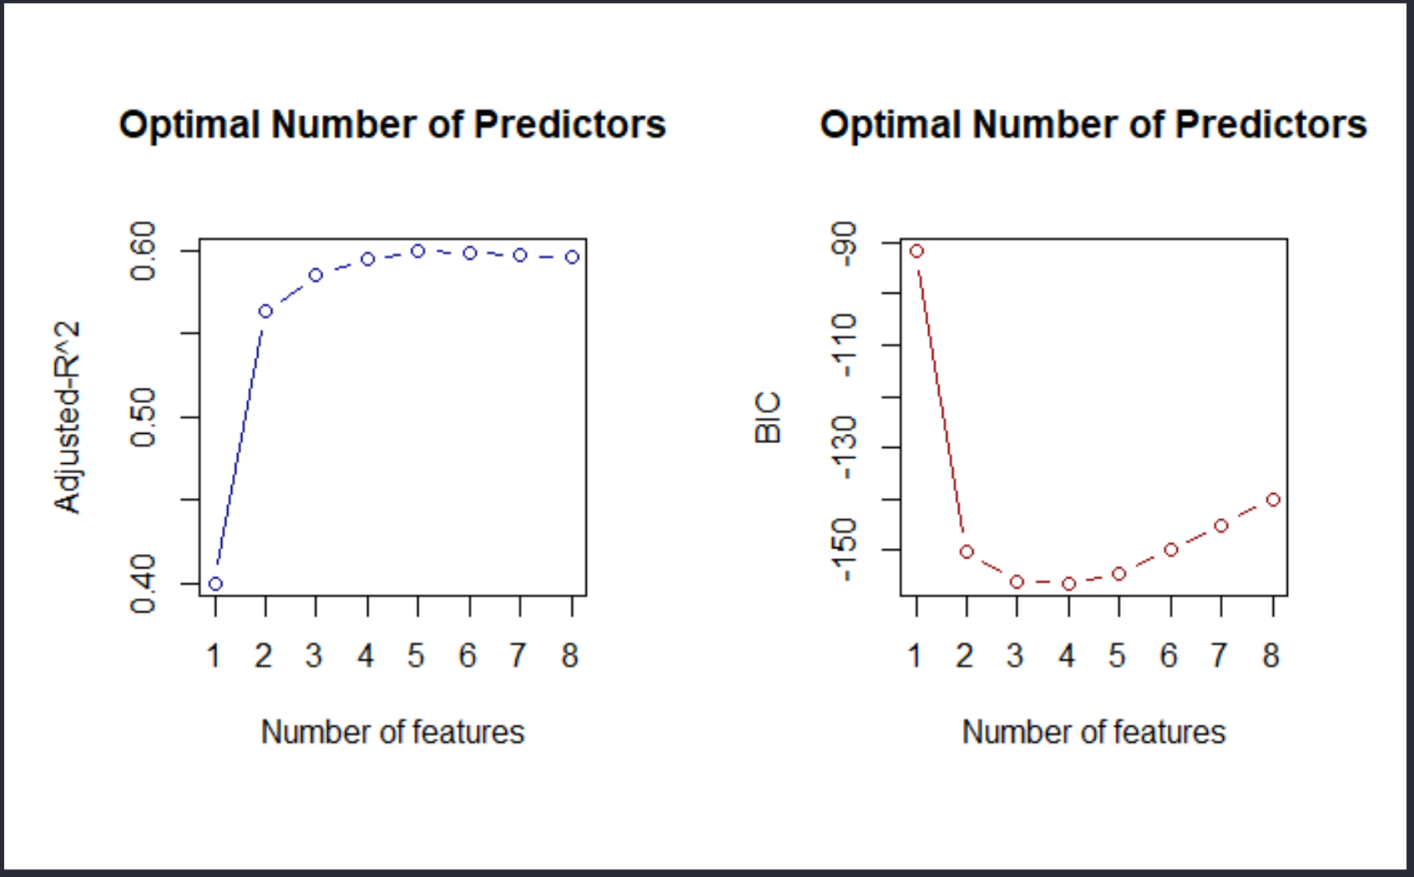 Optimal Number of Predictors
Adjusted-R^2
0.60
0.50
0.40
1 2 3 4 5 6 7 8
Number of features
Optimal Number of Predictors
BIC
-90
-110
-130
-150
1 2 3 4 5 6 7 8
Number of features